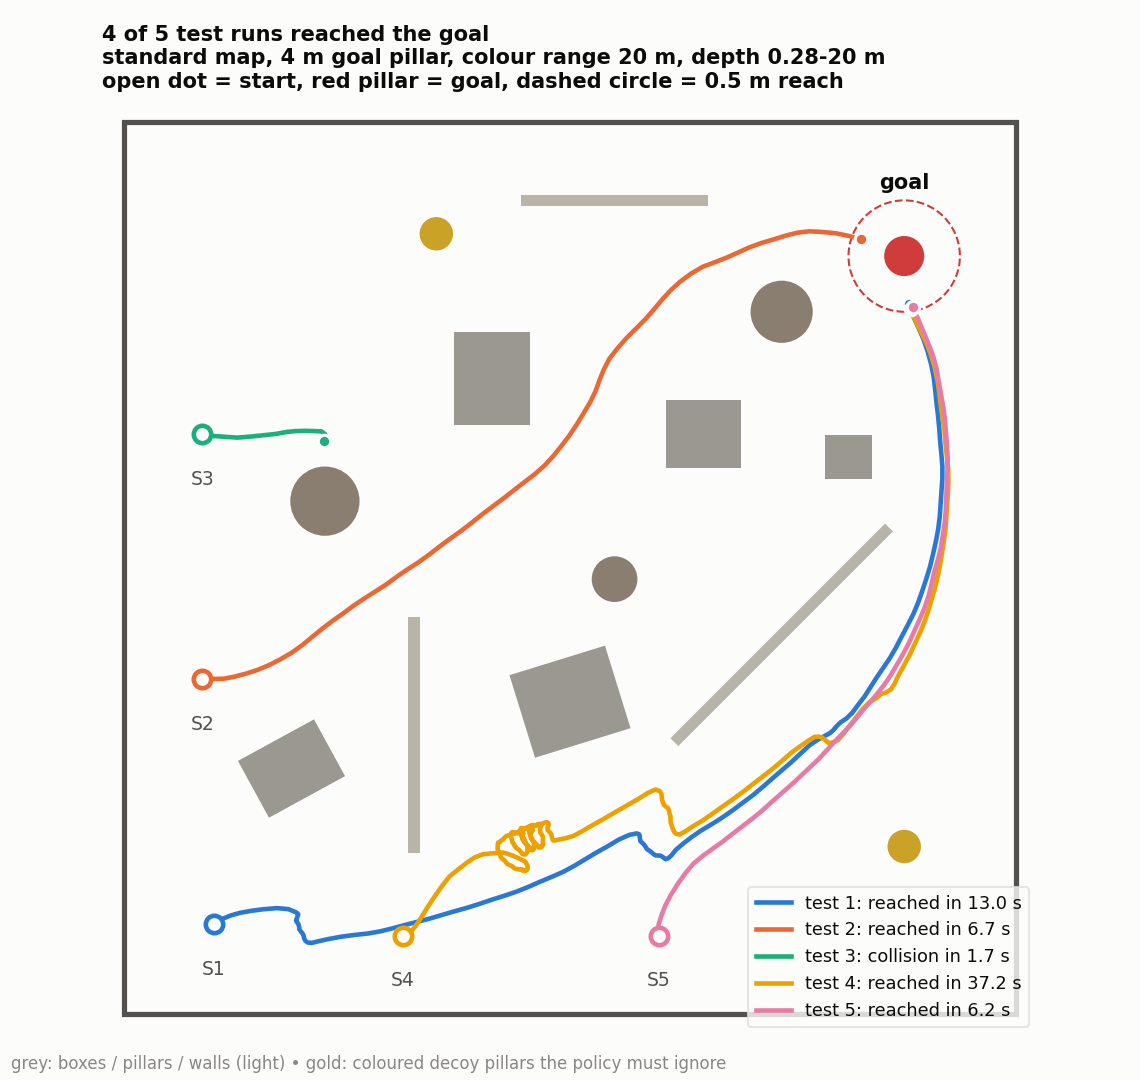 4 of 5 test runs reached the goal
standard map, 4 m goal pillar, colour range 20 m, depth 0.28-20 m
open dot = start, red pillar = goal, dashed circle = 0.5 m reach
goal
S3
S2
S1
S4
S5
test 1: reached in 13.0 s
test 2: reached in 6.7 s
test 3: collision in 1.7 s
test 4: reached in 37.2 s
test 5: reached in 6.2 s
grey: boxes / pillars / walls (light) • gold: coloured decoy pillars the policy must ignore